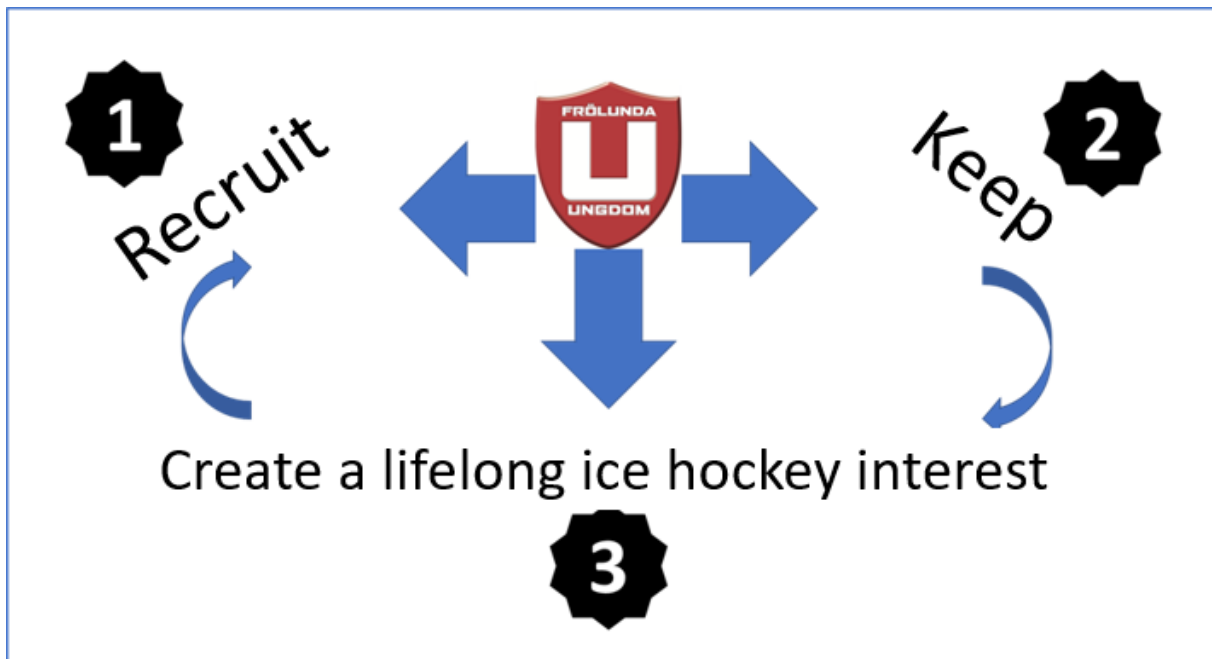 1
Recruit
FRÖLUNDA
U
UNGDOM
Keep
2
Create a lifelong ice hockey interest
3